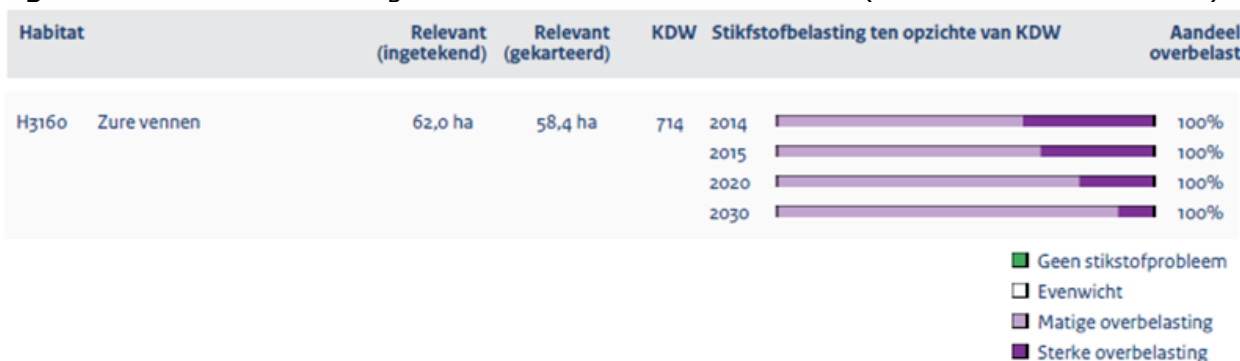 Habitat Relevant Relevant KDW Stikfstofbelasting ten opzichte van KDW Aandeel
(ingetekend) (gekarteerd) overbelast
H3160 Zure vennen 62,0 ha 58,4 ha 714 2014 100%
2015 100%
2020 100%
2030 100%
Geen stikstofprobleem
Evenwicht
Matige overbelasting
Sterke overbelasting